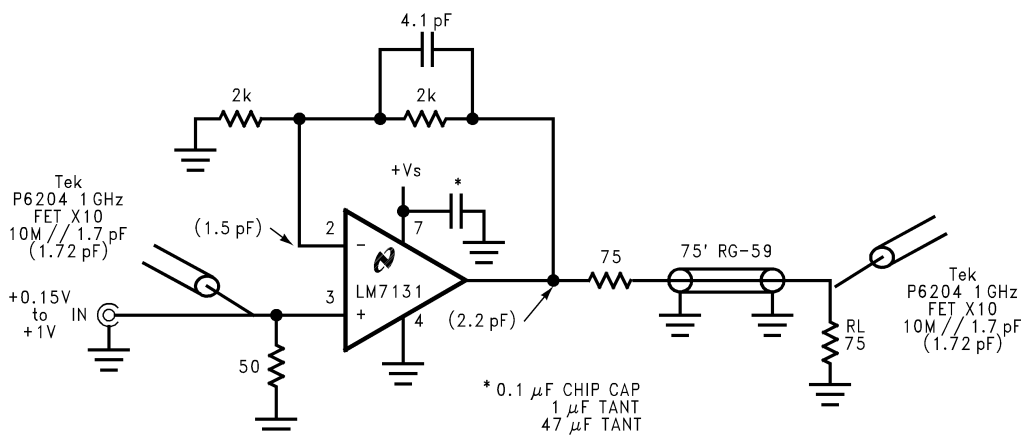 4.1 pF
2k
2k
+Vs
*
Tek
P6204 1 GHz
FET X10
10M // 1.7 pF
(1.72 pF)
(1.5 pF)
2
7
−
75
75' RG-59
LM7131
+0.15V
to
+1V
IN
3
+
4
(2.2 pF)
Tek
P6204 1 GHz
FET X10
10M // 1.7 pF
(1.72 pF)
RL
75
50
* 0.1 μF CHIP CAP
1 μF TANT
47 μF TANT